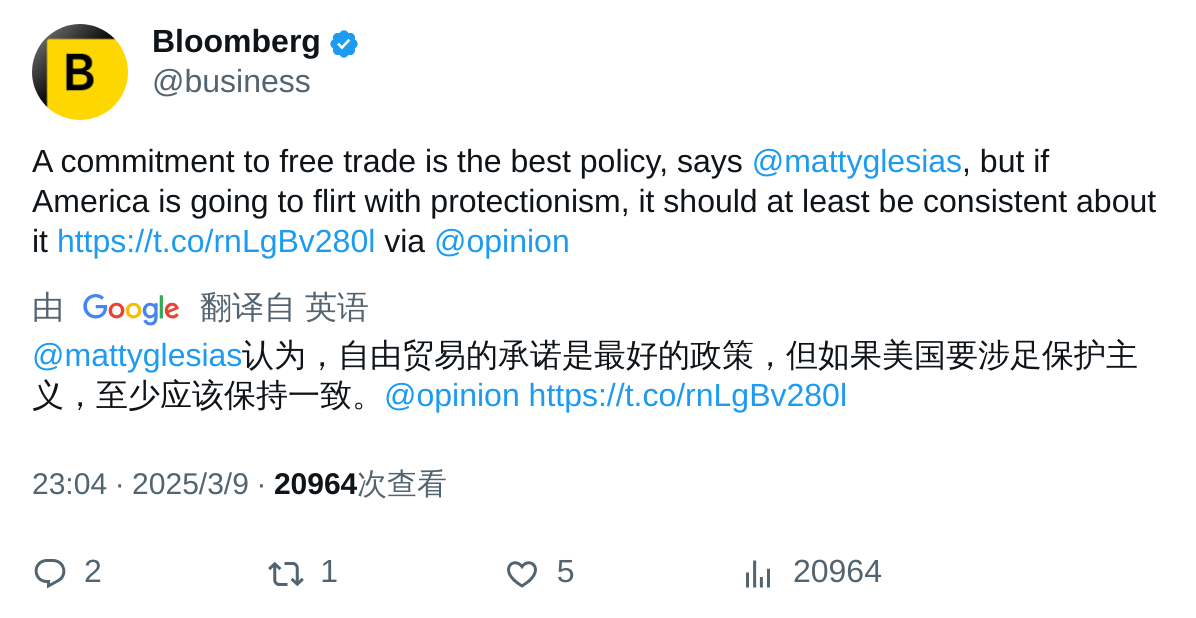 B
Bloomberg
@business
A commitment to free trade is the best policy, says @mattyglesias, but if
America is going to flirt with protectionism, it should at least be consistent about
it https://t.co/rnLgBv280l via @opinion
由 Google 翻译自 英语
@mattyglesias认为，自由贸易的承诺是最好的政策，但如果美国要涉足保护主
义，至少应该保持一致。@opinion https://t.co/rnLgBv280l
23:04 · 2025/3/9 · 20964次查看
2 1 5 20964